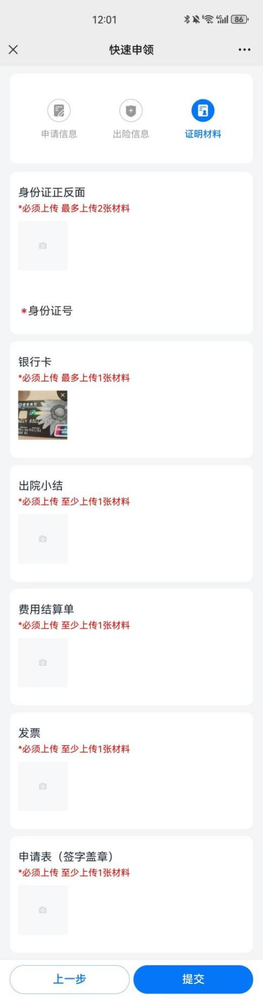 12:01
4G
86
快速申领
申请信息
出险信息
证明材料
身份证正反面
*必须上传 最多上传2张材料
*身份证号
银行卡
*必须上传 最多上传1张材料
出院小结
*必须上传 至少上传1张材料
费用结算单
*必须上传 至少上传1张材料
发票
*必须上传 至少上传1张材料
申请表（签字盖章）
*必须上传 至少上传1张材料
上一步
提交